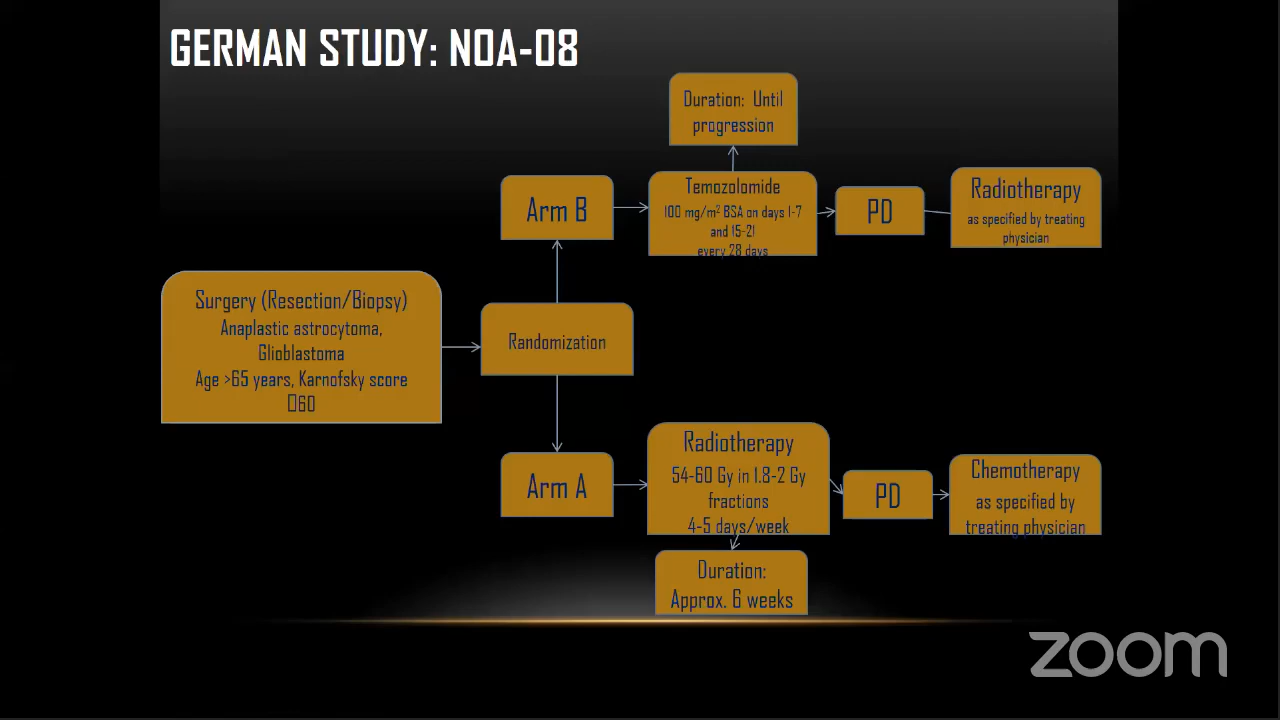 GERMAN STUDY: NOA-08
Duration: Until
progression
Arm B
Temozolomide
100 mg/m² BSA on days 1-7
and 15-21
every 28 days
PD
Radiotherapy
as specified by treating
physician
Surgery (Resection/Biopsy)
Anaplastic astrocytoma,
Glioblastoma
Age >65 years, Karnofsky score
▯60
Randomization
Arm A
Radiotherapy
54-60 Gy in 1.8-2 Gy
fractions
4-5 days/week
PD
Chemotherapy
as specified by
treating physician
Duration:
Approx. 6 weeks
zoom